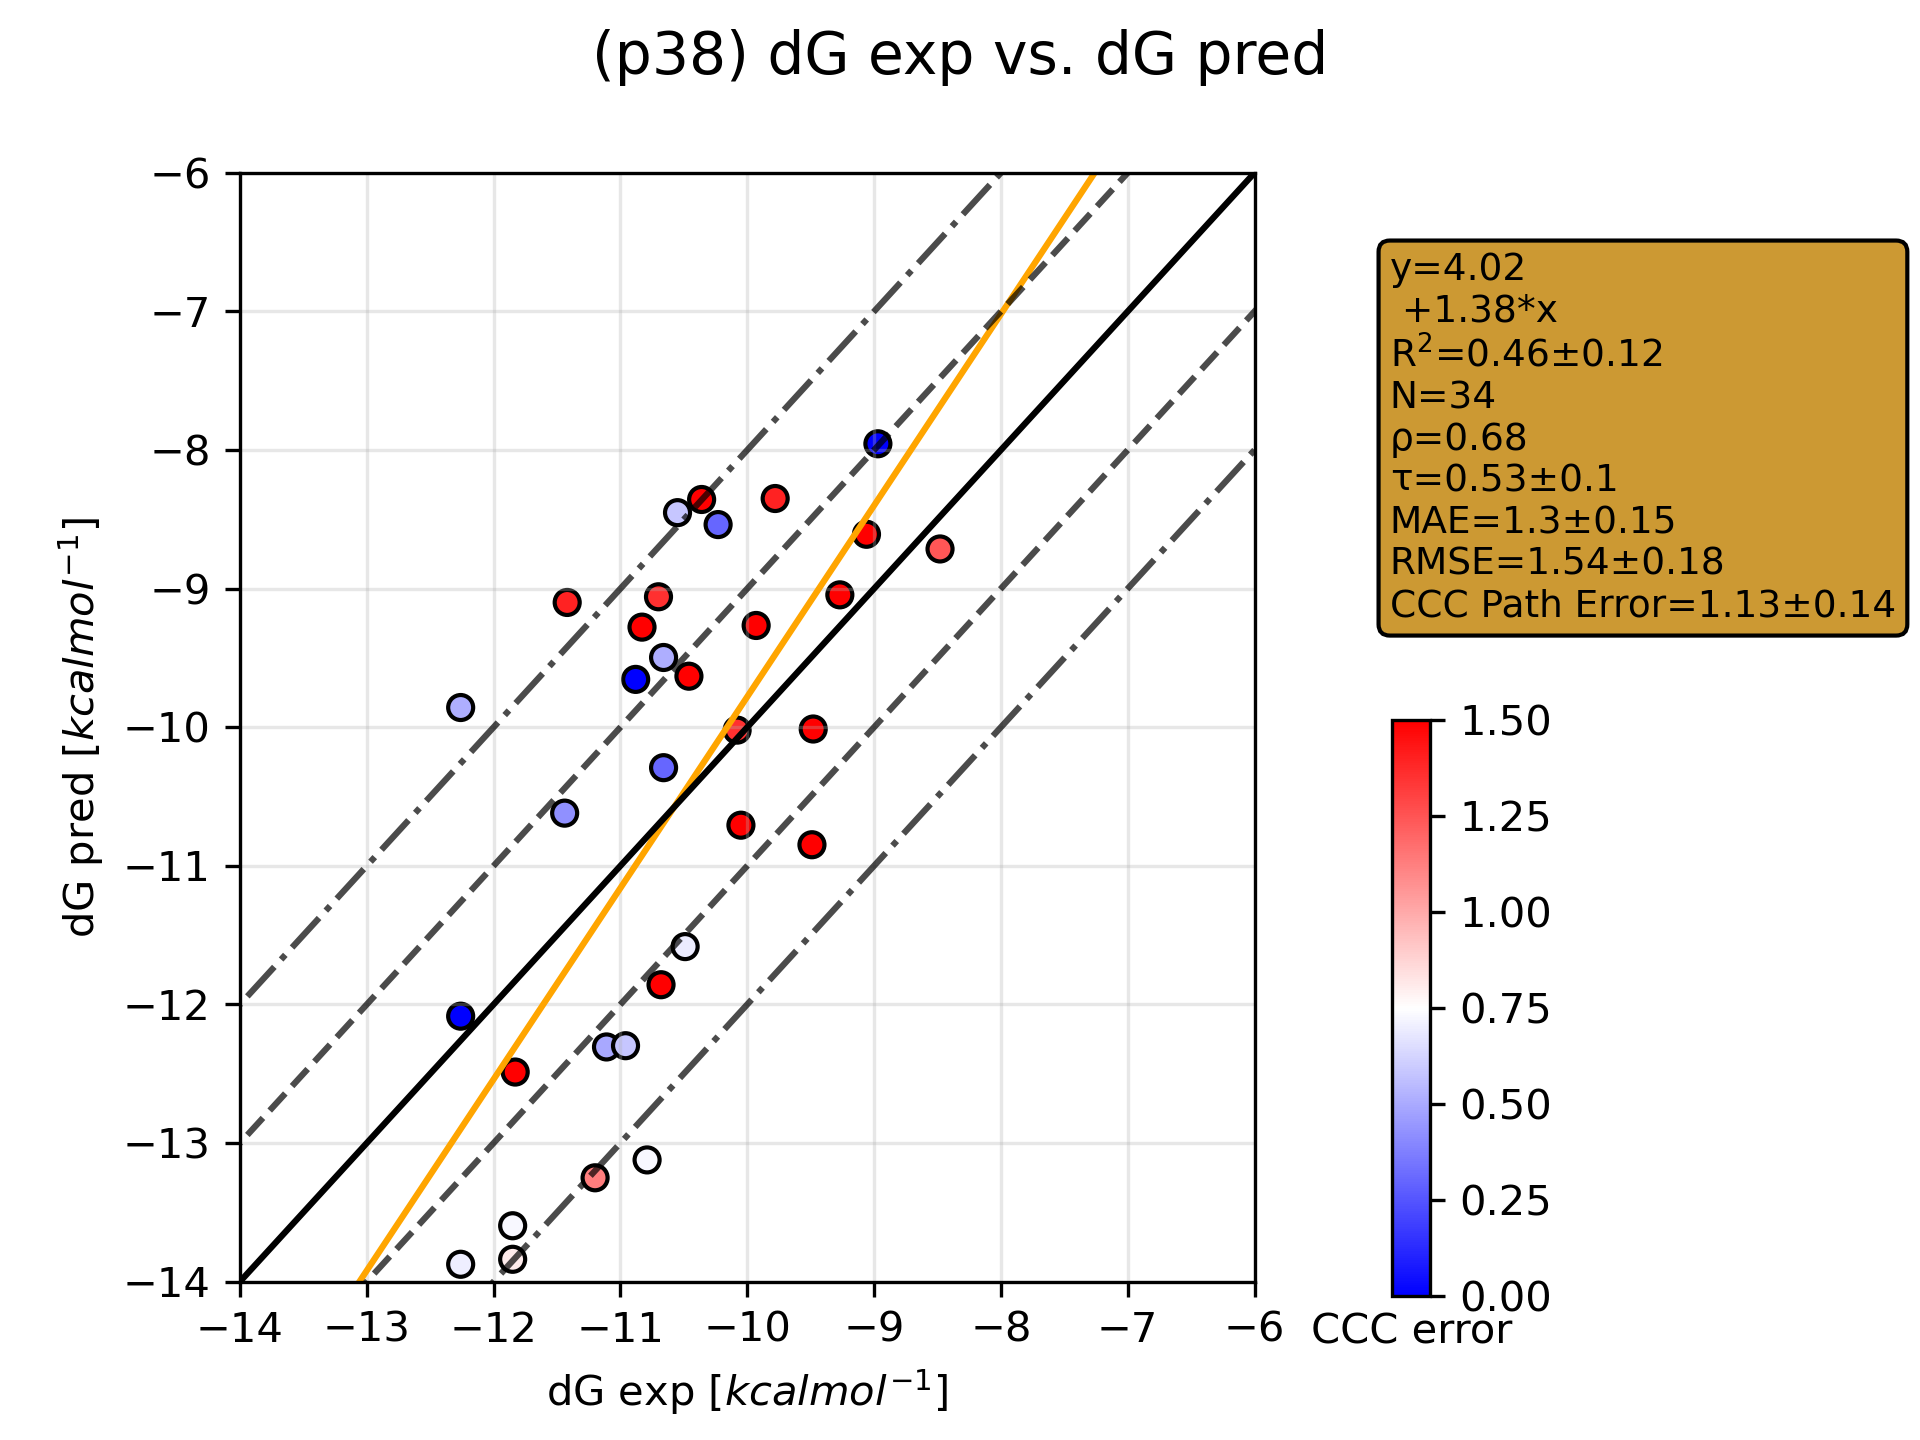 (p38) dG exp vs. dG pred
−6
−7
−8
−9
−10
−11
−12
−13
−14
dG pred [kcalmol⁻¹]
−14 −13 −12 −11 −10 −9 −8 −7 −6
dG exp [kcalmol⁻¹]
y=4.02
+1.38*x
R²=0.46±0.12
N=34
ρ=0.68
τ=0.53±0.1
MAE=1.3±0.15
RMSE=1.54±0.18
CCC Path Error=1.13±0.14
1.50
1.25
1.00
0.75
0.50
0.25
0.00
CCC error